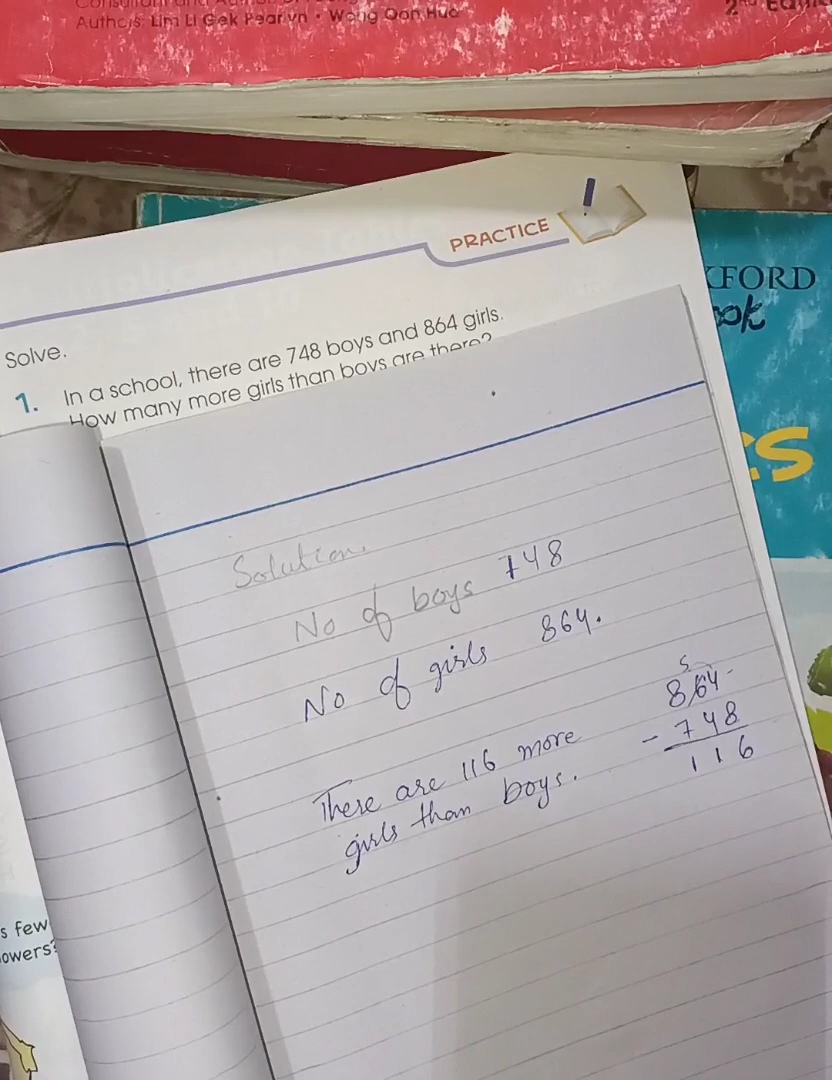 Authors: Lim Li Gek Pearlyn • Wong Oon Hua
PRACTICE
Solve.
1. In a school, there are 748 boys and 864 girls.
How many more girls than boys are there?
Solution.
No of boys 748
No of girls 864.
5
864
- 748
116
There are 116 more
girls than boys.
s few
owers?
XFORD
ook
CS